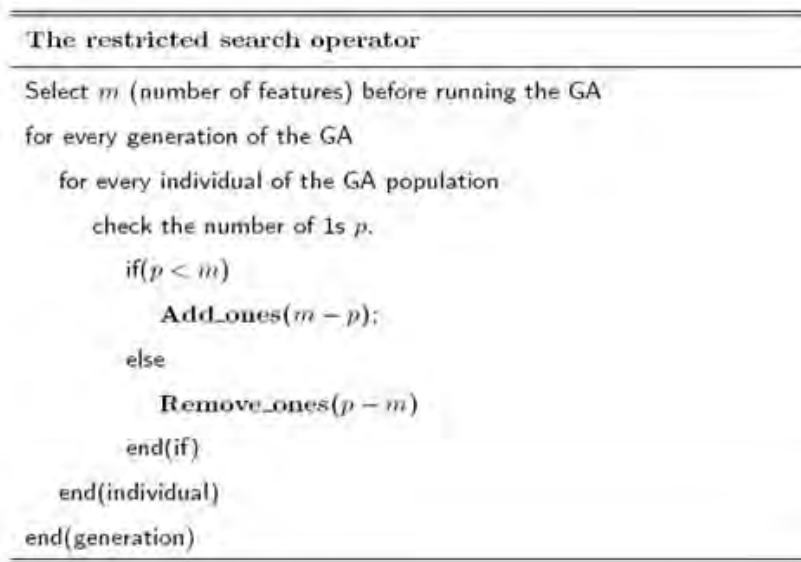 The restricted search operator
Select m (number of features) before running the GA
for every generation of the GA
for every individual of the GA population
check the number of 1s p.
if(p < m)
Add_ones(m − p);
else
Remove_ones(p − m)
end(if)
end(individual)
end(generation)